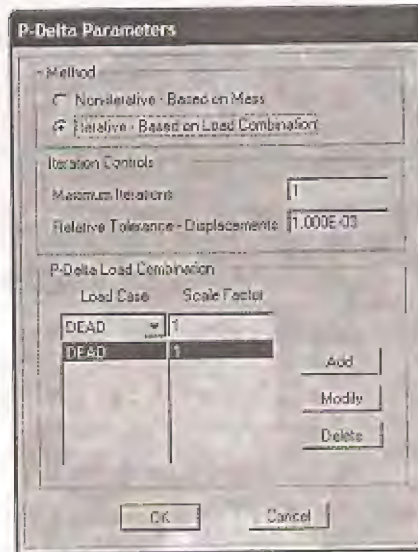 P-Delta Parameters
Method
Non-iterative - Based on Mass
Iterative - Based on Load Combination
Iteration Controls
Maximum Iterations 1
Relative Tolerance - Displacements 1.000E-03
P-Delta Load Combination
Load Case Scale Factor
DEAD 1
DEAD 1
Add
Modify
Delete
OK Cancel